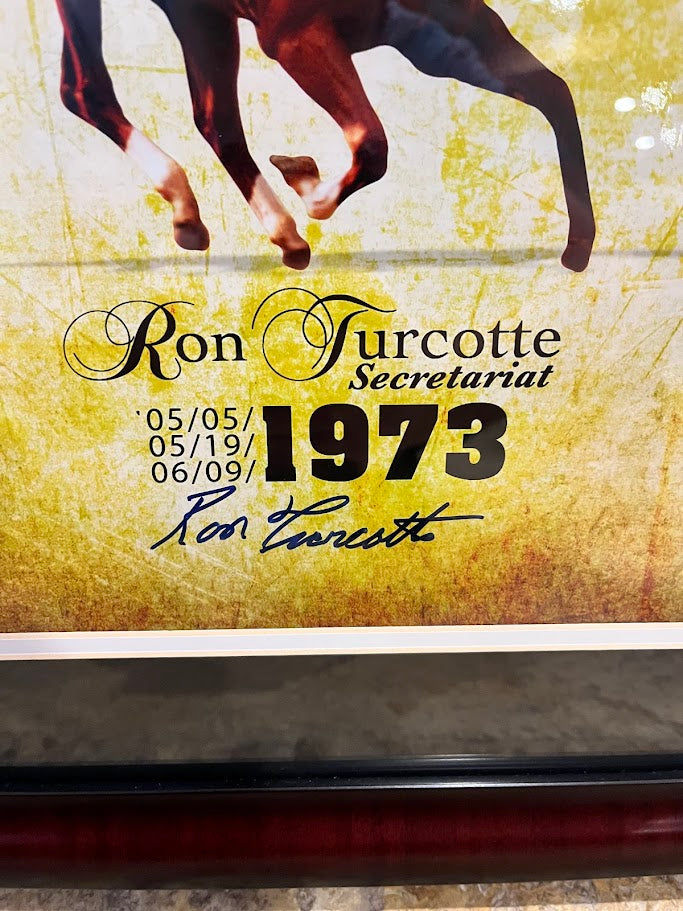 Ron Turcotte
Secretariat
'05/05/
05/19/
06/09/
1973
Ron Turcotte